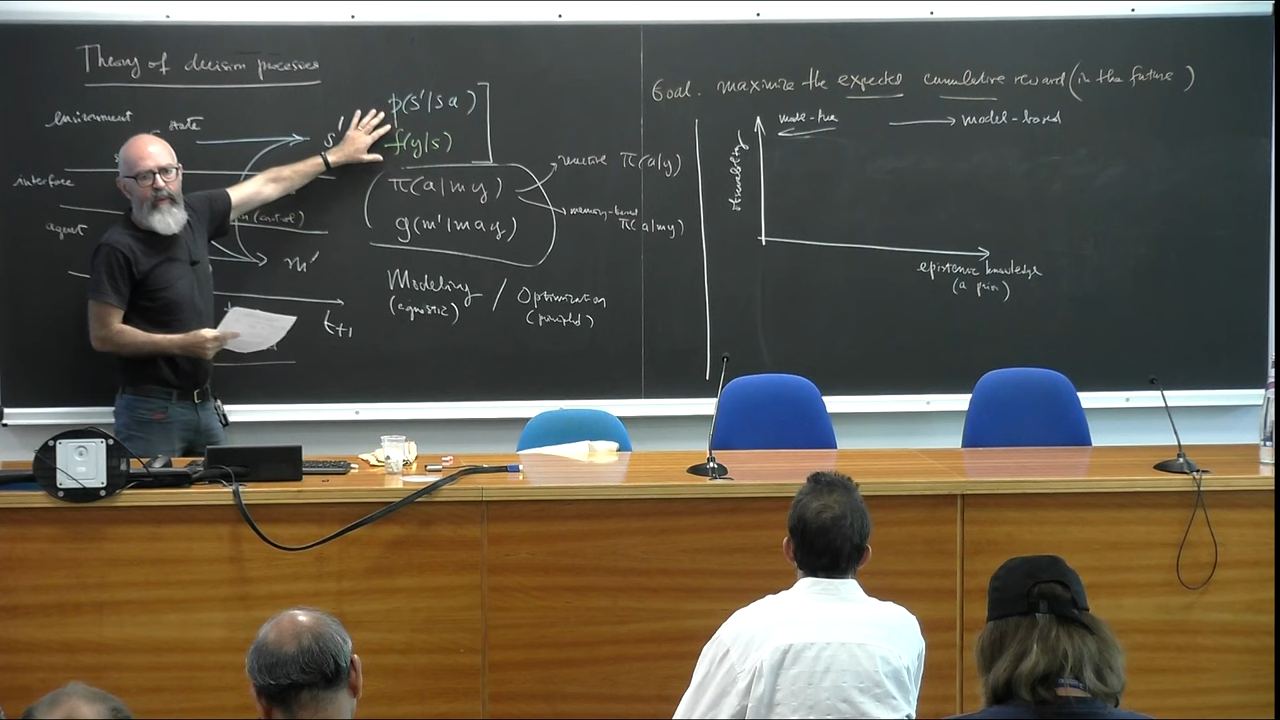 Theory of decision processes
environment
state
s'
interface
(control)
agent
m'
t+1
p(s'|s a)
f(y|s)
π(a|m y)
g(m'|m a y)
reactive π(a|y)
memory-based
π(a|m y)
Modeling / Optimization
(agnostic)
Goal. maximize the expected cumulative reward (in the future)
model-free
model-based
epistemic knowledge
(a priori)